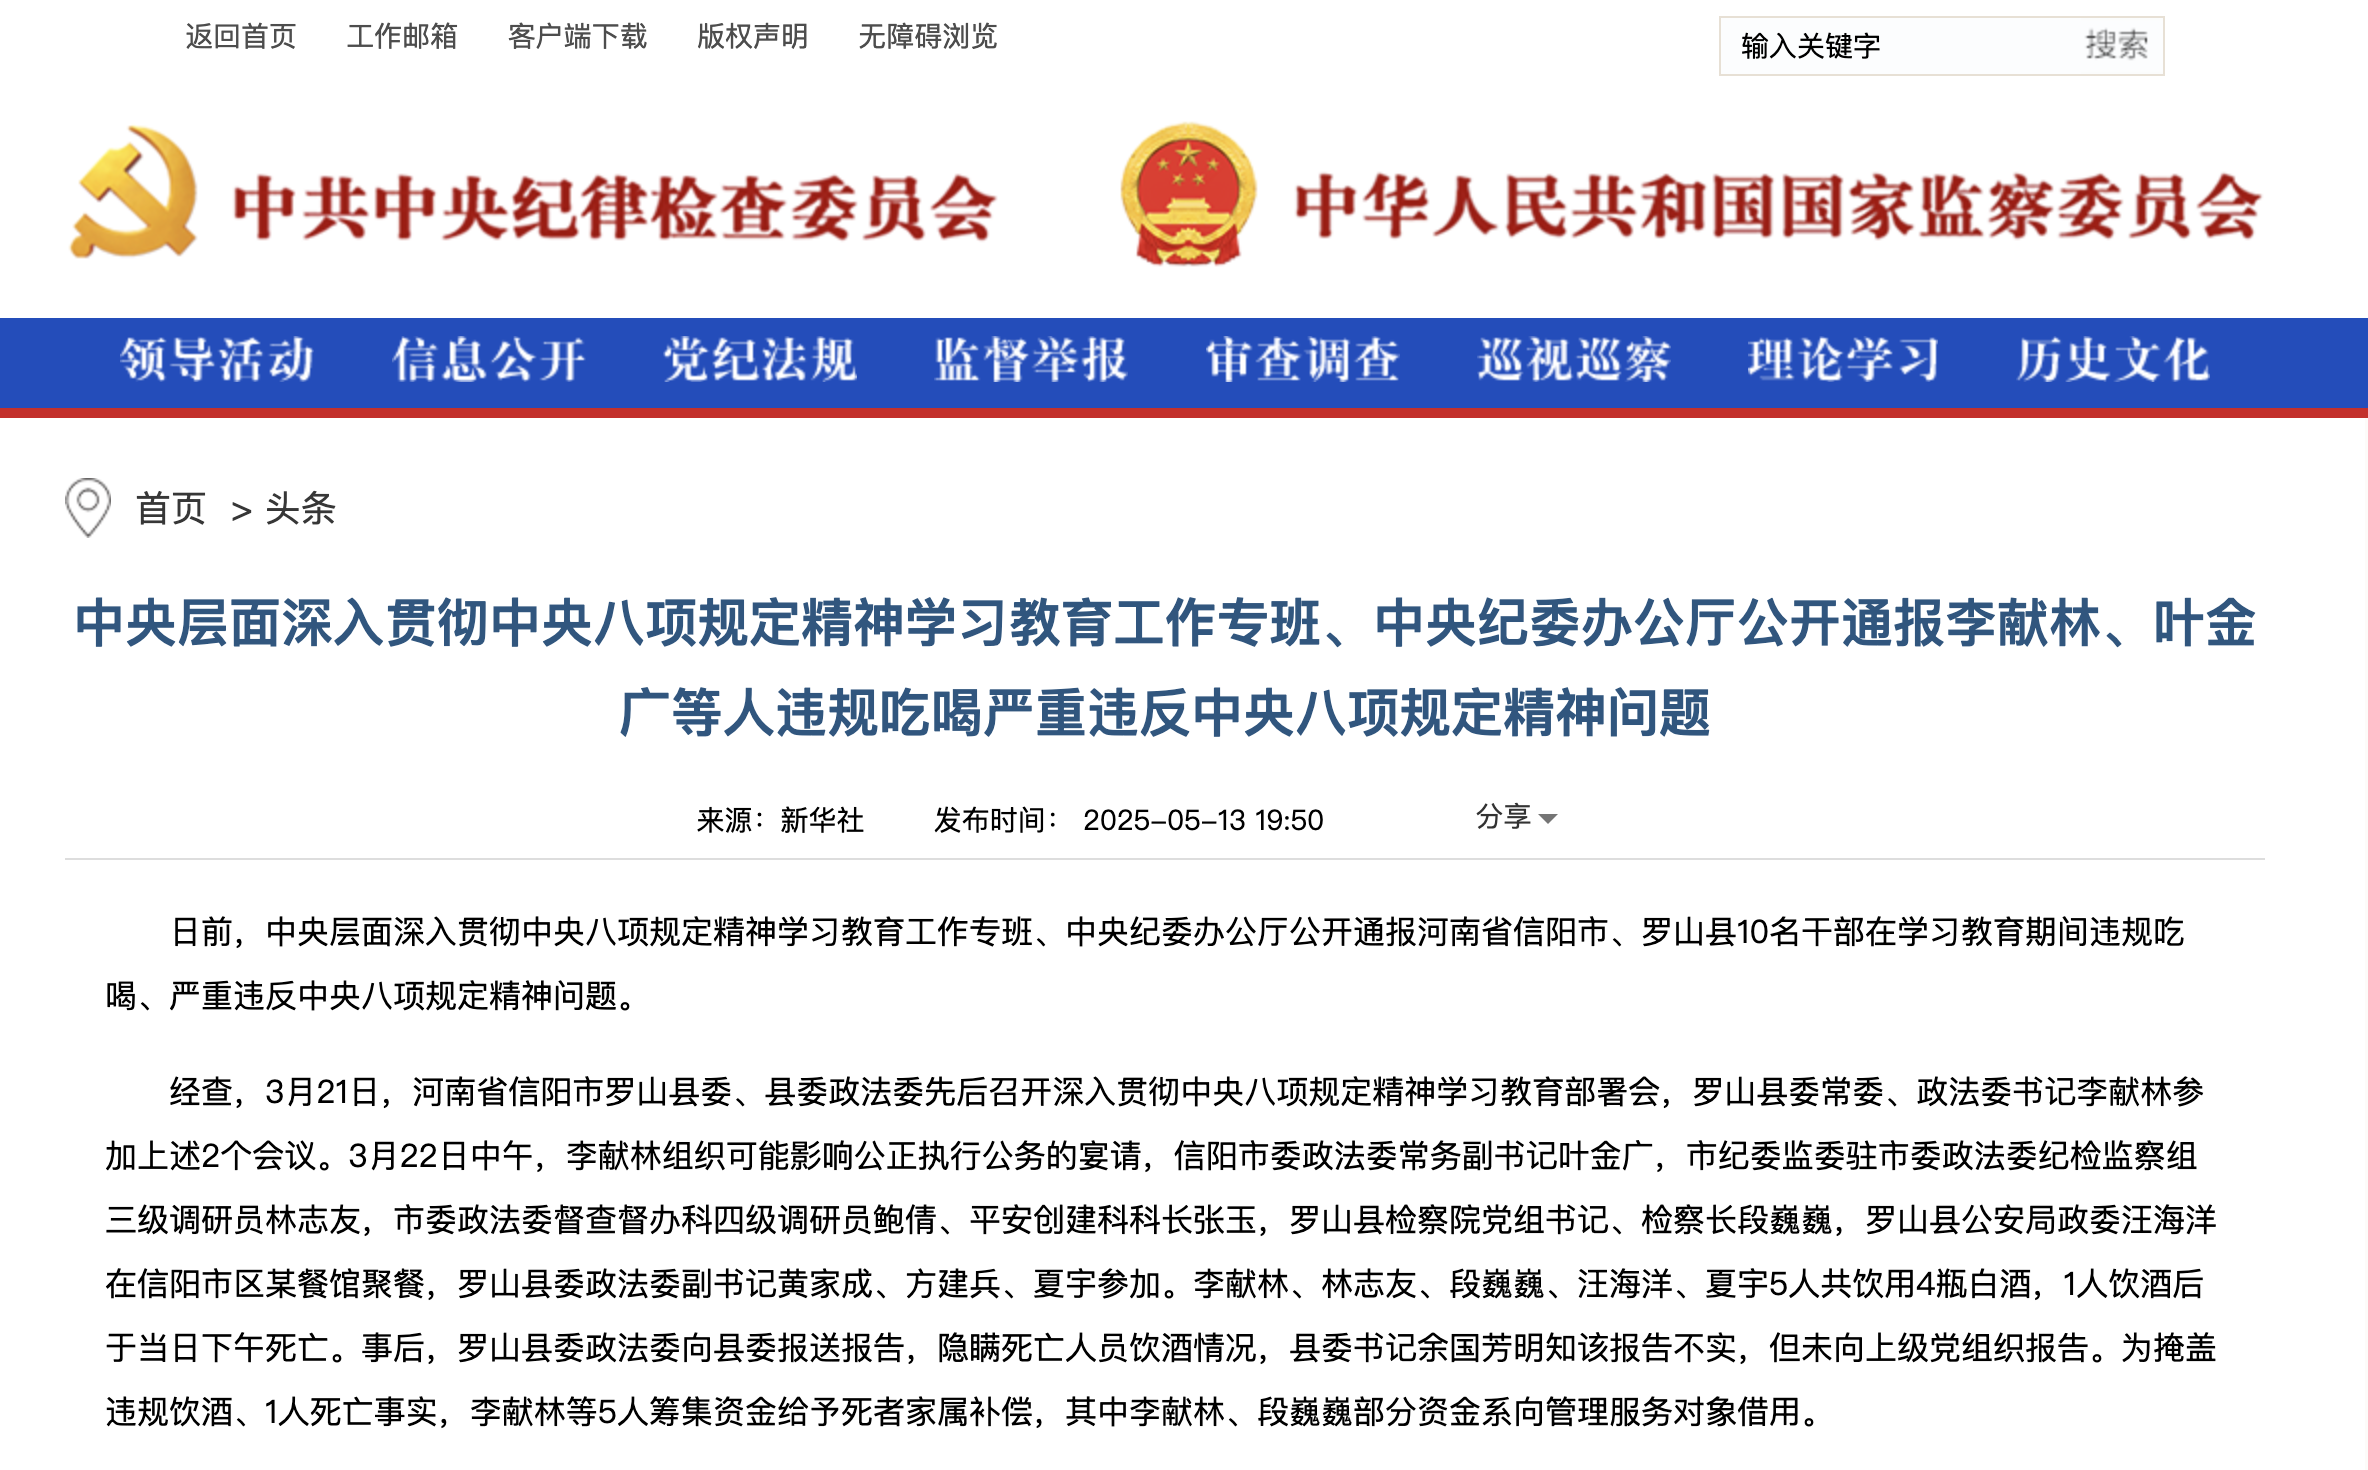 返回首页 工作邮箱 客户端下载 版权声明 无障碍浏览
输入关键字 搜索
中共中央纪律检查委员会 中华人民共和国国家监察委员会
领导活动 信息公开 党纪法规 监督举报 审查调查 巡视巡察 理论学习 历史文化
首页 > 头条
中央层面深入贯彻中央八项规定精神学习教育工作专班、中央纪委办公厅公开通报李献林、叶金
广等人违规吃喝严重违反中央八项规定精神问题
来源：新华社 发布时间： 2025-05-13 19:50 分享
日前，中央层面深入贯彻中央八项规定精神学习教育工作专班、中央纪委办公厅公开通报河南省信阳市、罗山县10名干部在学习教育期间违规吃
喝、严重违反中央八项规定精神问题。
经查，3月21日，河南省信阳市罗山县委、县委政法委先后召开深入贯彻中央八项规定精神学习教育部署会，罗山县委常委、政法委书记李献林参
加上述2个会议。3月22日中午，李献林组织可能影响公正执行公务的宴请，信阳市委政法委常务副书记叶金广，市纪委监委驻市委政法委纪检监察组
三级调研员林志友，市委政法委督查督办科四级调研员鲍倩、平安创建科科长张玉，罗山县检察院党组书记、检察长段巍巍，罗山县公安局政委汪海洋
在信阳市区某餐馆聚餐，罗山县委政法委副书记黄家成、方建兵、夏宇参加。李献林、林志友、段巍巍、汪海洋、夏宇5人共饮用4瓶白酒，1人饮酒后
于当日下午死亡。事后，罗山县委政法委向县委报送报告，隐瞒死亡人员饮酒情况，县委书记余国芳明知该报告不实，但未向上级党组织报告。为掩盖
违规饮酒、1人死亡事实，李献林等5人筹集资金给予死者家属补偿，其中李献林、段巍巍部分资金系向管理服务对象借用。